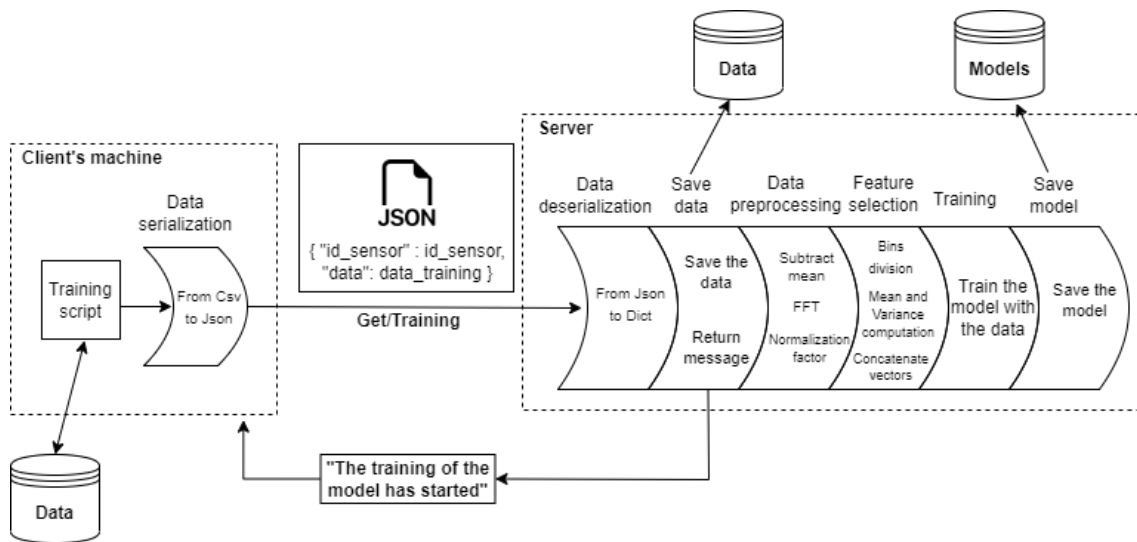 Data
Models
Server
Client's machine
Data
serialization
JSON
{ "id_sensor" : id_sensor,
"data": data_training }
Data
deserialization
Save
data
Data
preprocessing
Feature
selection
Training
Save
model
Training
script
From Csv
to Json
Get/Training
From Json
to Dict
Save the
data
Return
message
Subtract
mean
FFT
Normalization
factor
Bins
division
Mean and
Variance
computation
Concatenate
vectors
Train the
model with
the data
Save the
model
"The training of the
model has started"
Data